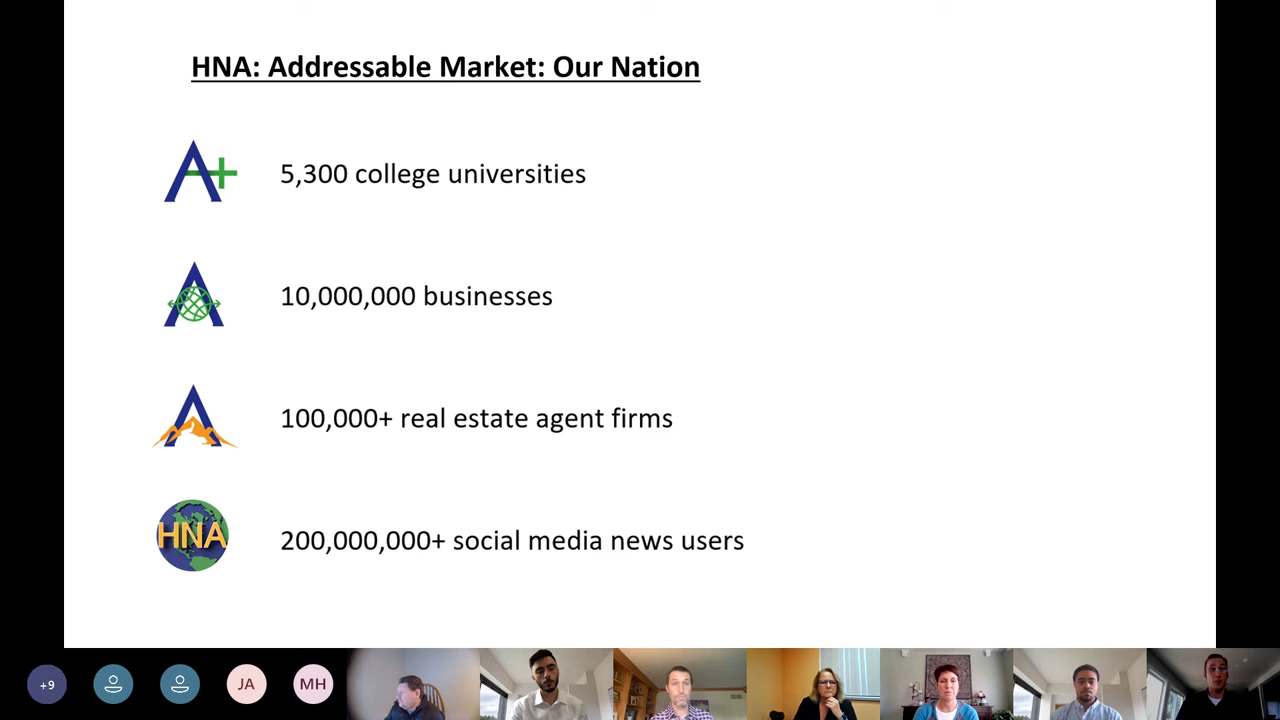 HNA: Addressable Market: Our Nation
A+ 5,300 college universities
A 10,000,000 businesses
A 100,000+ real estate agent firms
HNA 200,000,000+ social media news users
+9 JA MH